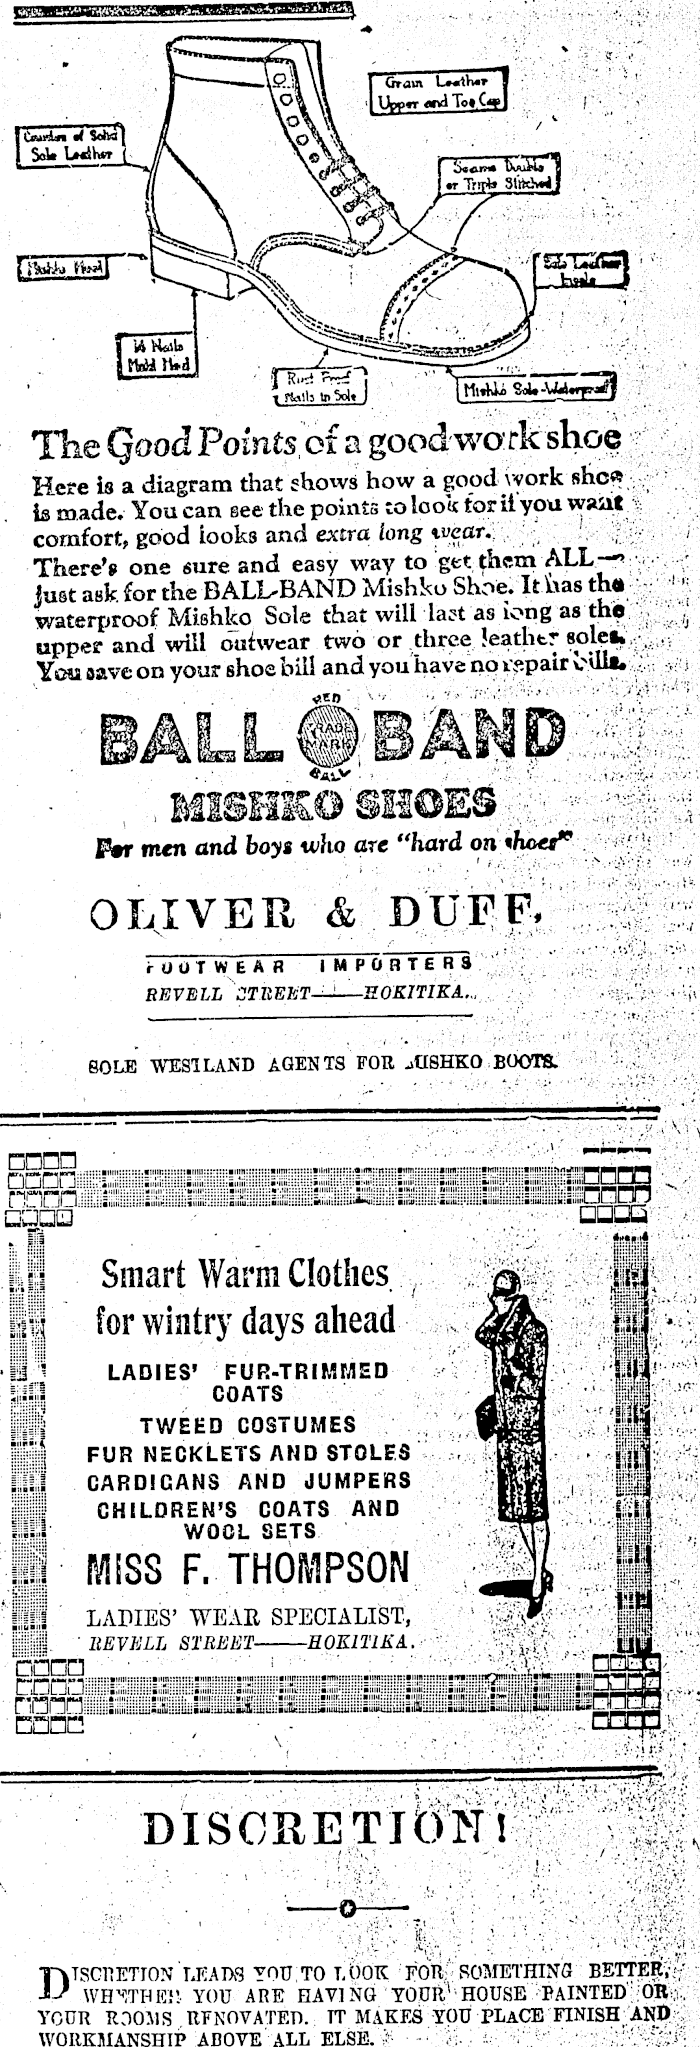 Grain Leather
Upper and Toe Cap
Counter of Solid
Sole Leather
Seams Double
or Triple Stitched
Mishko Heel
Sole Leather
Insole
14 Nails
Hold Heel
Rust Proof
Nails in Sole
Mishko Sole-Waterproof
The Good Points of a good work shoe
Here is a diagram that shows how a good work shoe
is made. You can see the points to look for if you want
comfort, good looks and extra long wear.
There's one sure and easy way to get them ALL—
just ask for the BALL-BAND Mishko Shoe. It has the
waterproof Mishko Sole that will last as long as the
upper and will outwear two or three leather soles.
You save on your shoe bill and you have no repair bills.
RED
BALL TRADE MARK BAND
BALL
MISHKO SHOES
For men and boys who are "hard on shoes"
OLIVER & DUFF,
FOOTWEAR IMPORTERS
REVELL STREET——HOKITIKA.
SOLE WESTLAND AGENTS FOR MISHKO BOOTS.
Smart Warm Clothes
for wintry days ahead
LADIES' FUR-TRIMMED
COATS
TWEED COSTUMES
FUR NECKLETS AND STOLES
CARDIGANS AND JUMPERS
CHILDREN'S COATS AND
WOOL SETS
MISS F. THOMPSON
LADIES' WEAR SPECIALIST,
REVELL STREET——HOKITIKA.
DISCRETION!
DISCRETION LEADS YOU TO LOOK FOR SOMETHING BETTER,
WHETHER YOU ARE HAVING YOUR HOUSE PAINTED OR
YOUR ROOMS RENOVATED. IT MAKES YOU PLACE FINISH AND
WORKMANSHIP ABOVE ALL ELSE.